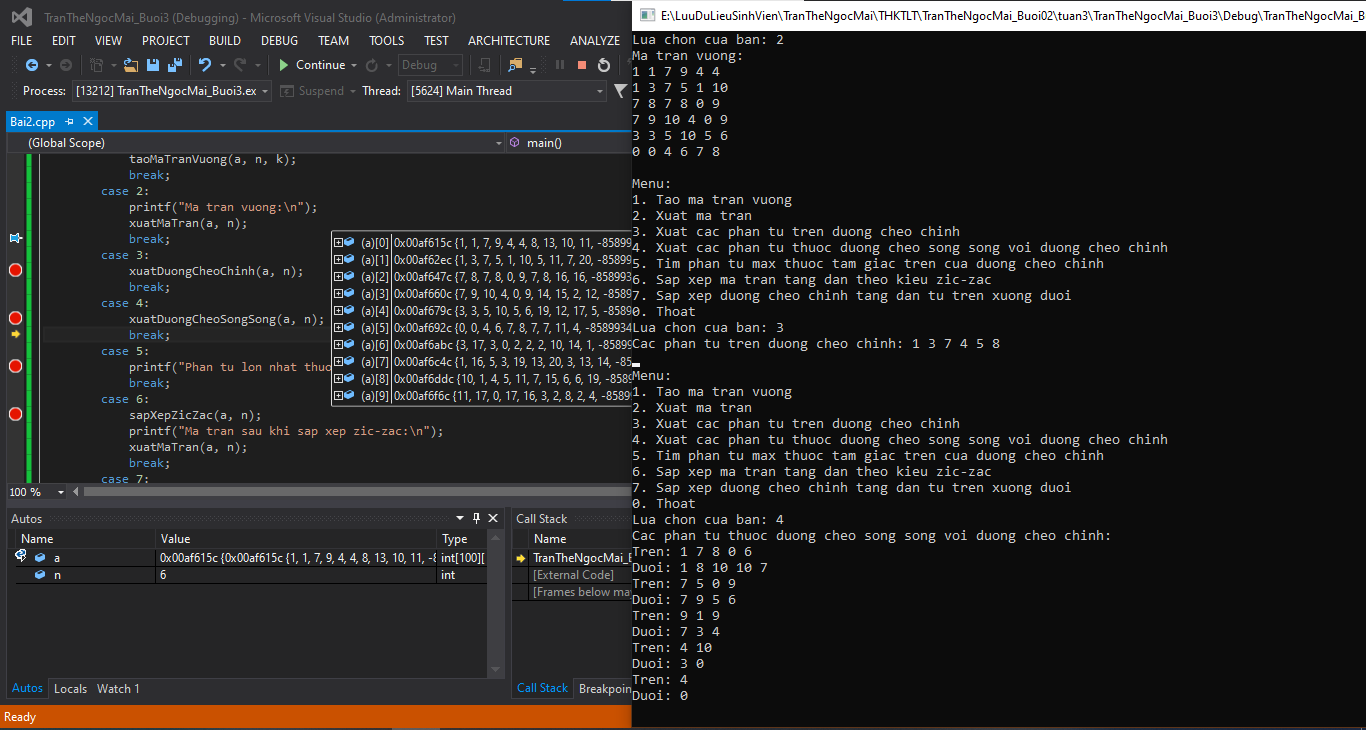 TranTheNgocMai_Buoi3 (Debugging) - Microsoft Visual Studio (Administrator)
FILE EDIT VIEW PROJECT BUILD DEBUG TEAM TOOLS TEST ARCHITECTURE ANALYZE
Continue Debug
Process: [13212] TranTheNgocMai_Buoi3.ex Suspend Thread: [5624] Main Thread
Bai2.cpp
(Global Scope) main()
taoMaTranVuong(a, n, k);
break;
case 2:
printf("Ma tran vuong:\n");
xuatMaTran(a, n);
break;
case 3:
xuatDuongCheoChinh(a, n);
break;
case 4:
xuatDuongCheoSongSong(a, n);
break;
case 5:
printf("Phan tu lon nhat thuo
break;
case 6:
sapXepZicZac(a, n);
printf("Ma tran sau khi sap xep zic-zac:\n");
xuatMaTran(a, n);
break;
case 7:
(a)[0] 0x00af615c {1, 1, 7, 9, 4, 4, 8, 13, 10, 11, -85899
(a)[1] 0x00af62ec {1, 3, 7, 5, 1, 10, 5, 11, 7, 20, -858993
(a)[2] 0x00af647c {7, 8, 7, 8, 0, 9, 7, 8, 16, 16, -858993
(a)[3] 0x00af660c {7, 9, 10, 4, 0, 9, 14, 15, 2, 12, -8589
(a)[4] 0x00af679c {3, 3, 5, 10, 5, 6, 19, 12, 17, 5, -8589
(a)[5] 0x00af692c {0, 0, 4, 6, 7, 8, 7, 7, 11, 4, -8589934
(a)[6] 0x00af6abc {3, 17, 3, 0, 2, 2, 2, 10, 14, 1, -85899
(a)[7] 0x00af6c4c {1, 16, 5, 3, 19, 13, 20, 3, 13, 14, -85
(a)[8] 0x00af6ddc {10, 1, 4, 5, 11, 7, 15, 6, 6, 19, -8589
(a)[9] 0x00af6f6c {11, 17, 0, 17, 16, 3, 2, 8, 2, 4, -8589
100 %
Autos
Name Value Type
a 0x00af615c {0x00af615c {1, 1, 7, 9, 4, 4, 8, 13, 10, 11, -8 int[100][
n 6 int
Autos Locals Watch 1
Call Stack
Name
TranTheNgocMai_B
[External Code]
[Frames below ma
Call Stack Breakpoin
Ready
E:\LuuDuLieuSinhVien\TranTheNgocMai\THKTLT\TranTheNgocMai_Buoi02\tuan3\TranTheNgocMai_Buoi3\Debug\TranTheNgocMai_B
Lua chon cua ban: 2
Ma tran vuong:
1 1 7 9 4 4
1 3 7 5 1 10
7 8 7 8 0 9
7 9 10 4 0 9
3 3 5 10 5 6
0 0 4 6 7 8
Menu:
1. Tao ma tran vuong
2. Xuat ma tran
3. Xuat cac phan tu tren duong cheo chinh
4. Xuat cac phan tu thuoc duong cheo song song voi duong cheo chinh
5. Tim phan tu max thuoc tam giac tren cua duong cheo chinh
6. Sap xep ma tran tang dan theo kieu zic-zac
7. Sap xep duong cheo chinh tang dan tu tren xuong duoi
0. Thoat
Lua chon cua ban: 3
Cac phan tu tren duong cheo chinh: 1 3 7 4 5 8
Menu:
1. Tao ma tran vuong
2. Xuat ma tran
3. Xuat cac phan tu tren duong cheo chinh
4. Xuat cac phan tu thuoc duong cheo song song voi duong cheo chinh
5. Tim phan tu max thuoc tam giac tren cua duong cheo chinh
6. Sap xep ma tran tang dan theo kieu zic-zac
7. Sap xep duong cheo chinh tang dan tu tren xuong duoi
0. Thoat
Lua chon cua ban: 4
Cac phan tu thuoc duong cheo song song voi duong cheo chinh:
Tren: 1 7 8 0 6
Duoi: 1 8 10 10 7
Tren: 7 5 0 9
Duoi: 7 9 5 6
Tren: 9 1 9
Duoi: 7 3 4
Tren: 4 10
Duoi: 3 0
Tren: 4
Duoi: 0